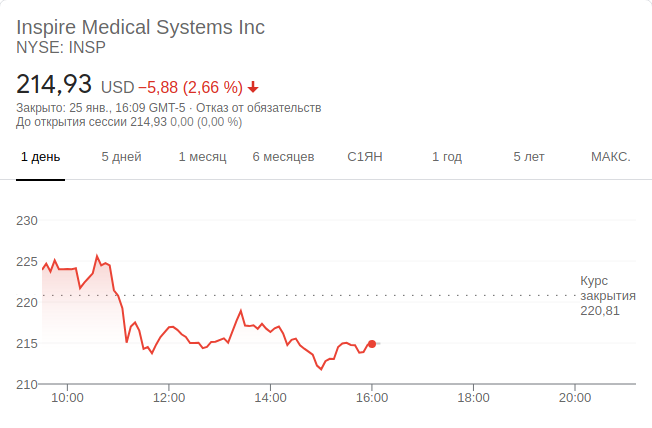 Inspire Medical Systems Inc
NYSE: INSP
214,93 USD −5,88 (2,66 %)
Закрыто: 25 янв., 16:09 GMT-5 · Отказ от обязательств
До открытия сессии 214,93 0,00 (0,00 %)
1 день 5 дней 1 месяц 6 месяцев С1ЯН 1 год 5 лет МАКС.
230
225
220
215
210
Курс
закрытия
220,81
10:00 12:00 14:00 16:00 18:00 20:00